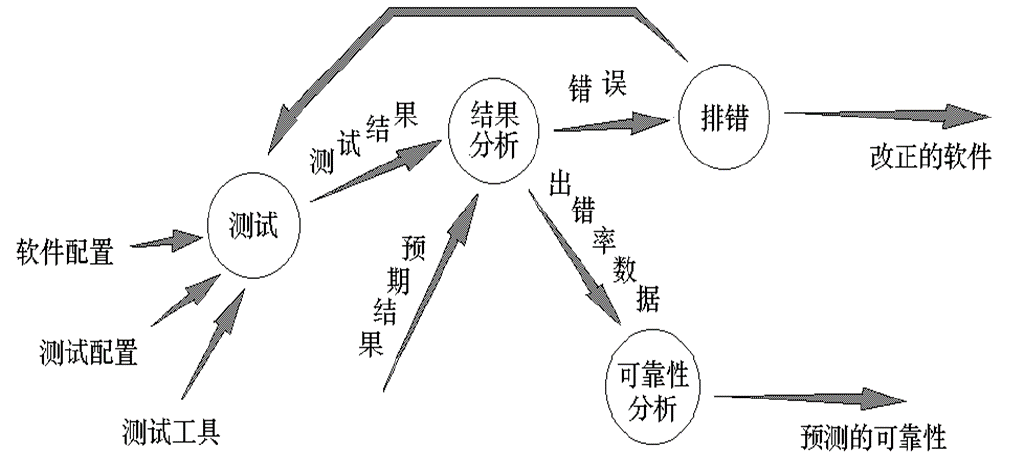 错误
结果
分析
排错
测试结果
改正的软件
出错率数据
测试
软件配置
预期结果
测试配置
可靠性
分析
测试工具
预测的可靠性